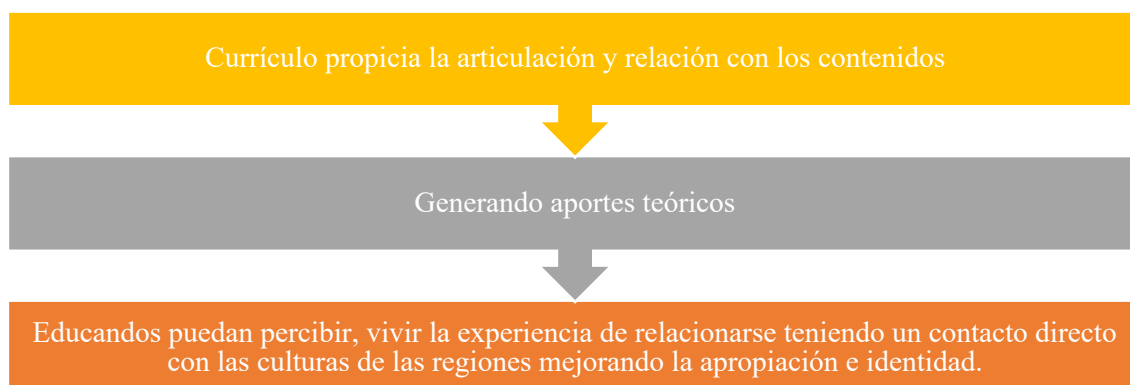 Currículo propicia la articulación y relación con los contenidos
Generando aportes teóricos
Educandos puedan percibir, vivir la experiencia de relacionarse teniendo un contacto directo
con las culturas de las regiones mejorando la apropiación e identidad.